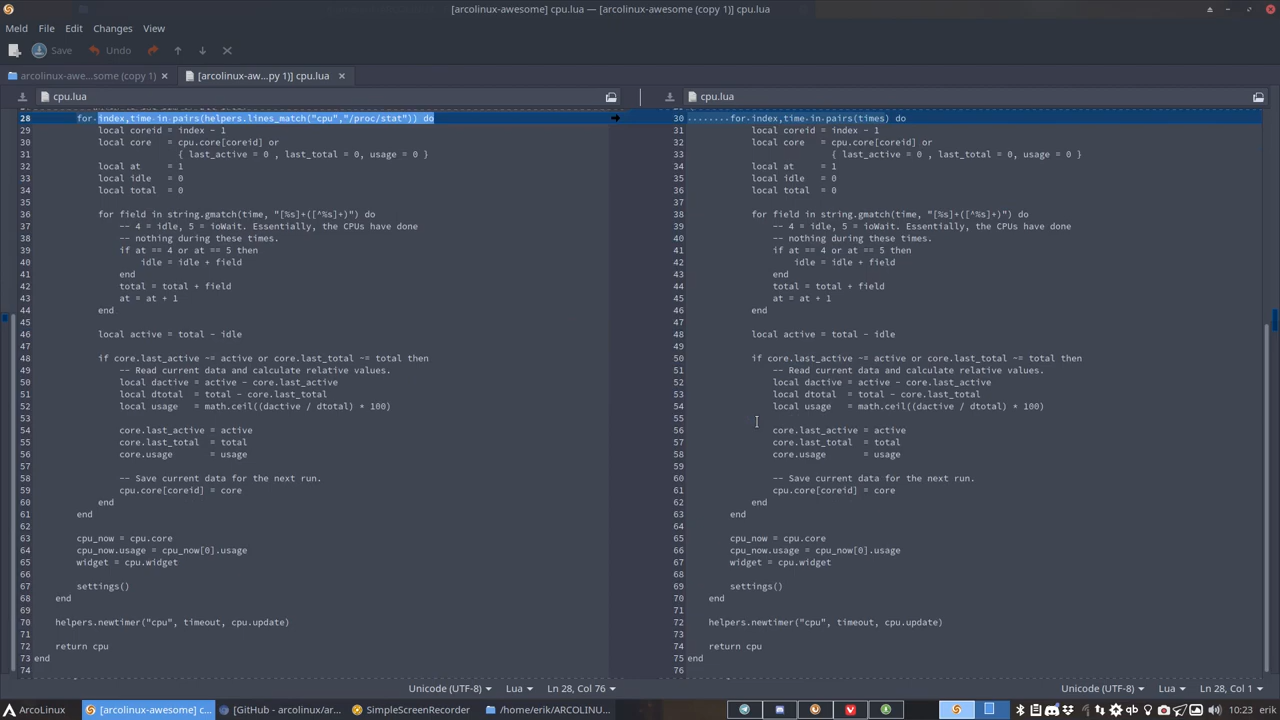 [arcolinux-awesome] cpu.lua — [arcolinux-awesome (copy 1)] cpu.lua
Meld File Edit Changes View
Save Undo
arcolinux-awe...some (copy 1) × [arcolinux-aw...py 1)] cpu.lua ×
cpu.lua
28 for index,time in pairs(helpers.lines_match("cpu","/proc/stat")) do
29 local coreid = index - 1
30 local core = cpu.core[coreid] or
31 { last_active = 0 , last_total = 0, usage = 0 }
32 local at = 1
33 local idle = 0
34 local total = 0
35
36 for field in string.gmatch(time, "[%s]+([^%s]+)") do
37 -- 4 = idle, 5 = ioWait. Essentially, the CPUs have done
38 -- nothing during these times.
39 if at == 4 or at == 5 then
40 idle = idle + field
41 end
42 total = total + field
43 at = at + 1
44 end
45
46 local active = total - idle
47
48 if core.last_active ~= active or core.last_total ~= total then
49 -- Read current data and calculate relative values.
50 local dactive = active - core.last_active
51 local dtotal = total - core.last_total
52 local usage = math.ceil((dactive / dtotal) * 100)
53
54 core.last_active = active
55 core.last_total = total
56 core.usage = usage
57
58 -- Save current data for the next run.
59 cpu.core[coreid] = core
60 end
61 end
62
63 cpu_now = cpu.core
64 cpu_now.usage = cpu_now[0].usage
65 widget = cpu.widget
66
67 settings()
68 end
69
70 helpers.newtimer("cpu", timeout, cpu.update)
71
72 return cpu
73 end
74
Unicode (UTF-8) Lua Ln 28, Col 76
cpu.lua
30 ········for·index,time·in·pairs(times) do
31 local coreid = index - 1
32 local core = cpu.core[coreid] or
33 { last_active = 0 , last_total = 0, usage = 0 }
34 local at = 1
35 local idle = 0
36 local total = 0
37
38 for field in string.gmatch(time, "[%s]+([^%s]+)") do
39 -- 4 = idle, 5 = ioWait. Essentially, the CPUs have done
40 -- nothing during these times.
41 if at == 4 or at == 5 then
42 idle = idle + field
43 end
44 total = total + field
45 at = at + 1
46 end
47
48 local active = total - idle
49
50 if core.last_active ~= active or core.last_total ~= total then
51 -- Read current data and calculate relative values.
52 local dactive = active - core.last_active
53 local dtotal = total - core.last_total
54 local usage = math.ceil((dactive / dtotal) * 100)
55
56 core.last_active = active
57 core.last_total = total
58 core.usage = usage
59
60 -- Save current data for the next run.
61 cpu.core[coreid] = core
62 end
63 end
64
65 cpu_now = cpu.core
66 cpu_now.usage = cpu_now[0].usage
67 widget = cpu.widget
68
69 settings()
70 end
71
72 helpers.newtimer("cpu", timeout, cpu.update)
73
74 return cpu
75 end
76
Unicode (UTF-8) Lua Ln 28, Col 1
ArcoLinux [arcolinux-awesome] c... [GitHub - arcolinux/ar... SimpleScreenRecorder /home/erik/ARCOLINU... qb 10:23 erik